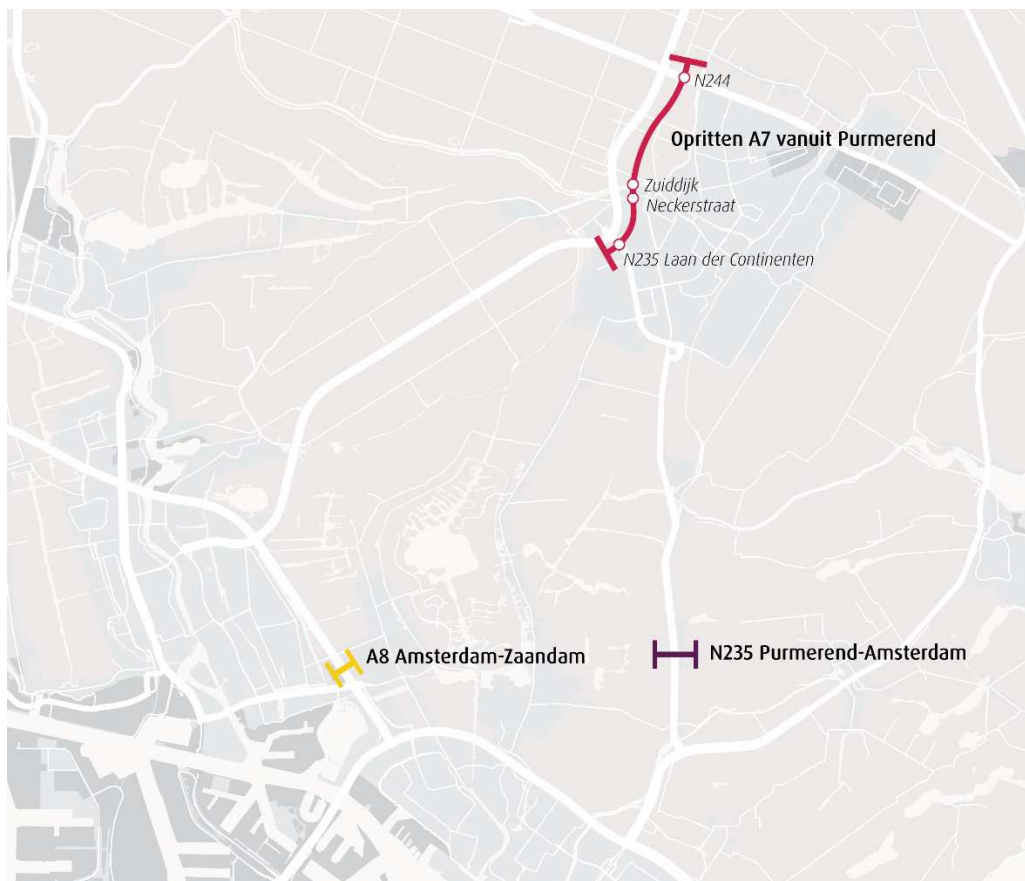 N244
Opritten A7 vanuit Purmerend
Zuiddijk
Neckerstraat
N235 Laan der Continenten
A8 Amsterdam-Zaandam
N235 Purmerend-Amsterdam